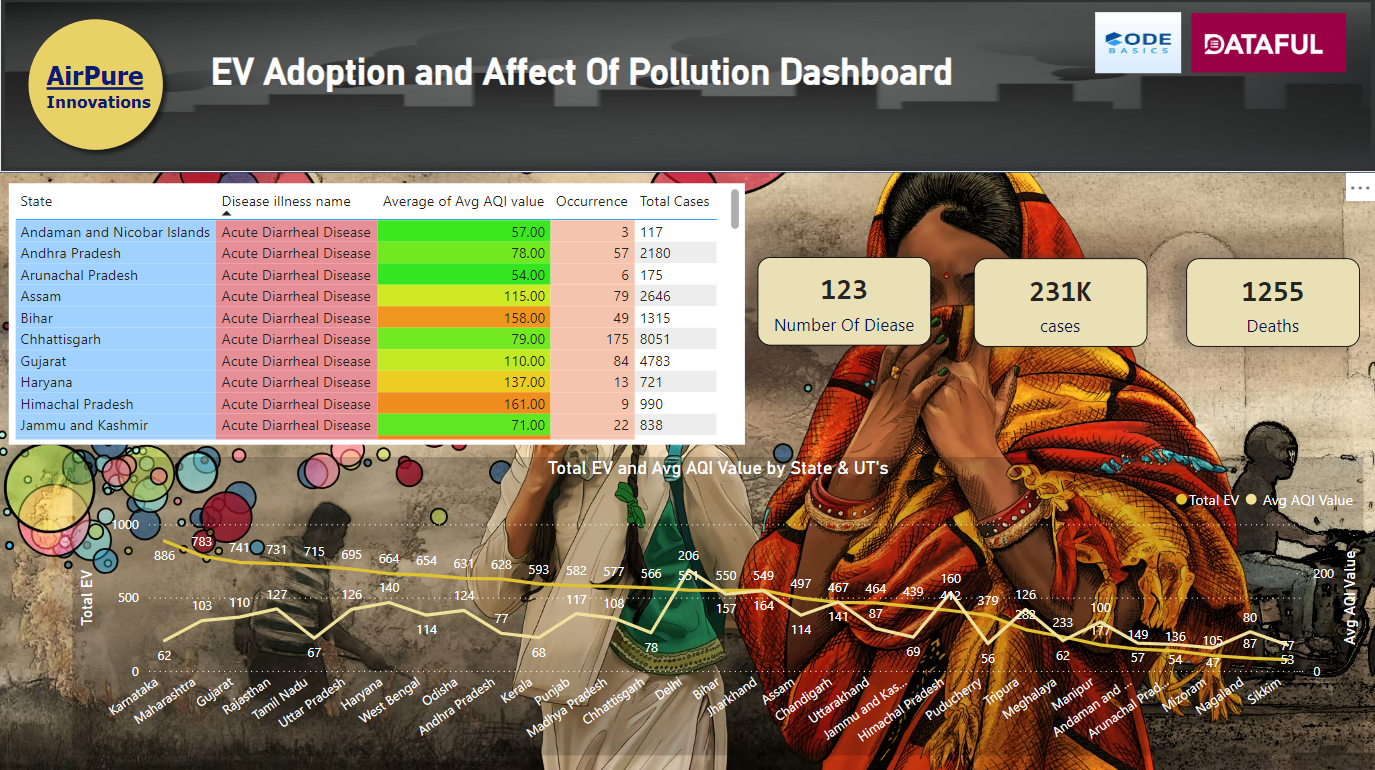 AirPure
Innovations
EV Adoption and Affect Of Pollution Dashboard
CODE
BASICS
DATAFUL
State Disease illness name Average of Avg AQI value Occurrence Total Cases
Andaman and Nicobar Islands Acute Diarrheal Disease 57.00 3 117
Andhra Pradesh Acute Diarrheal Disease 78.00 57 2180
Arunachal Pradesh Acute Diarrheal Disease 54.00 6 175
Assam Acute Diarrheal Disease 115.00 79 2646
Bihar Acute Diarrheal Disease 158.00 49 1315
Chhattisgarh Acute Diarrheal Disease 79.00 175 8051
Gujarat Acute Diarrheal Disease 110.00 84 4783
Haryana Acute Diarrheal Disease 137.00 13 721
Himachal Pradesh Acute Diarrheal Disease 161.00 9 990
Jammu and Kashmir Acute Diarrheal Disease 71.00 22 838
123
Number Of Diease
231K
cases
1255
Deaths
Total EV and Avg AQI Value by State & UT's
Total EV Avg AQI Value
Total EV
1000
500
0
886 783 741 731 715 695 664 654 631 628 593 582 577 566 551 550 549 497 467 464 439 412 379 282 233 177 149 136 105 87 77
62 103 110 127 67 126 140 114 124 77 68 117 108 78 206 157 164 114 141 87 69 160 56 126 62 100 57 54 47 80 53
Avg AQI Value
200
0
Karnataka
Maharashtra
Gujarat
Rajasthan
Tamil Nadu
Uttar Pradesh
Haryana
West Bengal
Odisha
Andhra Pradesh
Kerala
Punjab
Madhya Pradesh
Chhattisgarh
Delhi
Bihar
Jharkhand
Assam
Chandigarh
Uttarakhand
Jammu and Kas...
Himachal Pradesh
Puducherry
Tripura
Meghalaya
Manipur
Andaman and ...
Arunachal Prad...
Mizoram
Nagaland
Sikkim